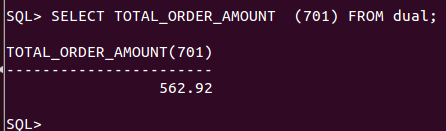 SQL> SELECT TOTAL_ORDER_AMOUNT  (701) FROM dual;
TOTAL_ORDER_AMOUNT(701)
-----------------------
562.92
SQL>